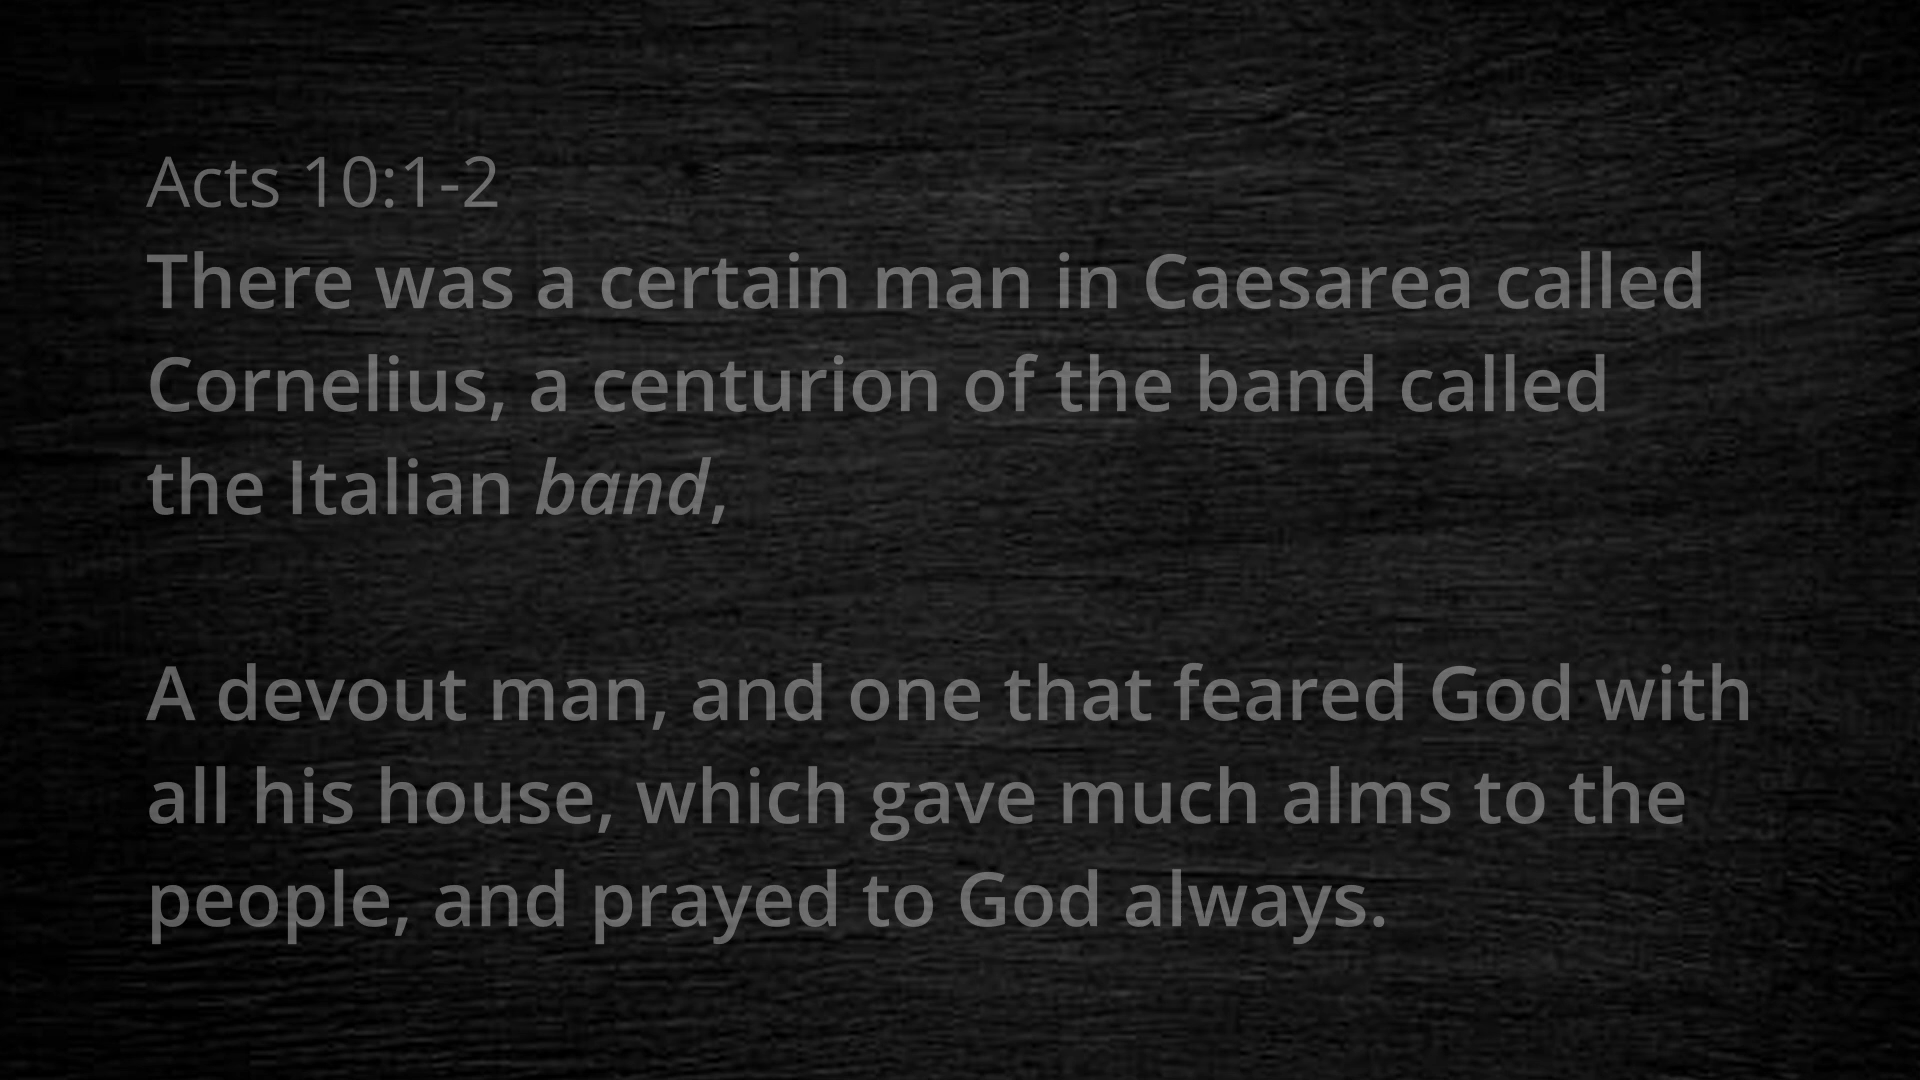 Acts 10:1-2
There was a certain man in Caesarea called
Cornelius, a centurion of the band called
the Italian band,
A devout man, and one that feared God with
all his house, which gave much alms to the
people, and prayed to God always.